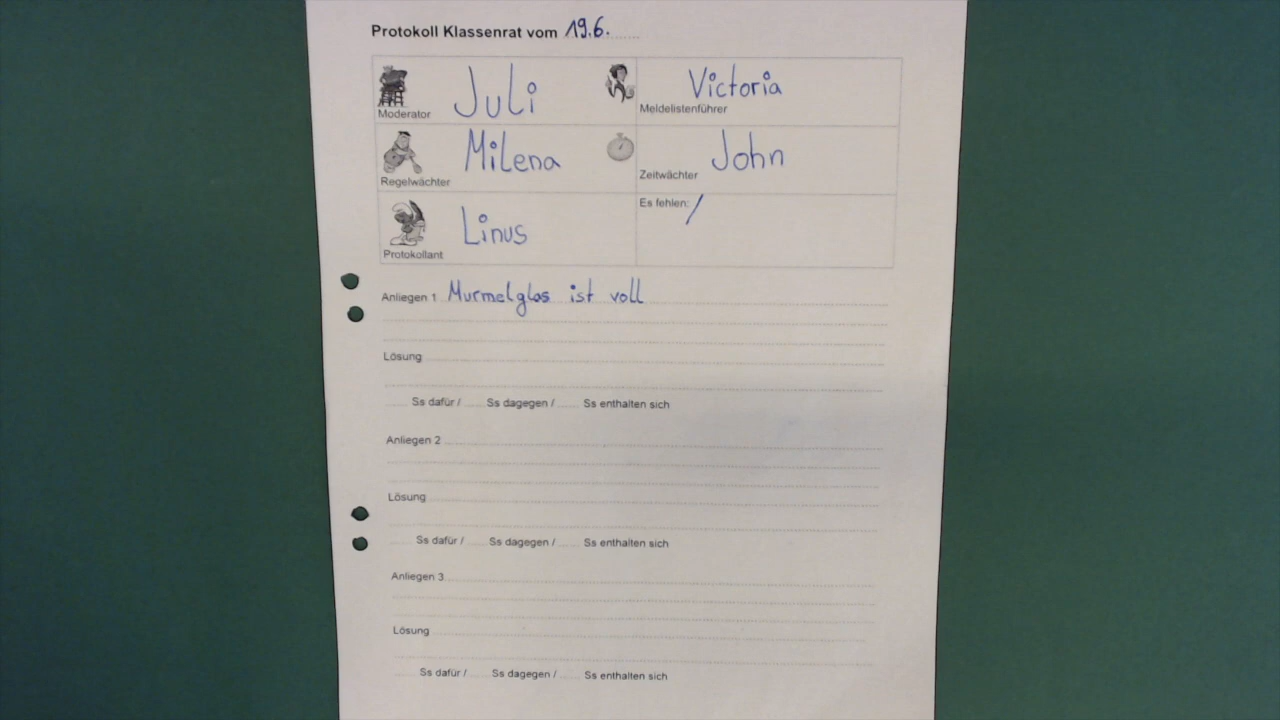 Protokoll Klassenrat vom 19.6.
Juli
Moderator
Victoria
Meldelistenführer
Milena
Regelwächter
John
Zeitwächter
Linus
Protokollant
Es fehlen: /
Anliegen 1 Murmelglas ist voll
Lösung
Ss dafür / Ss dagegen / Ss enthalten sich
Anliegen 2
Lösung
Ss dafür / Ss dagegen / Ss enthalten sich
Anliegen 3
Lösung
Ss dafür / Ss dagegen / Ss enthalten sich